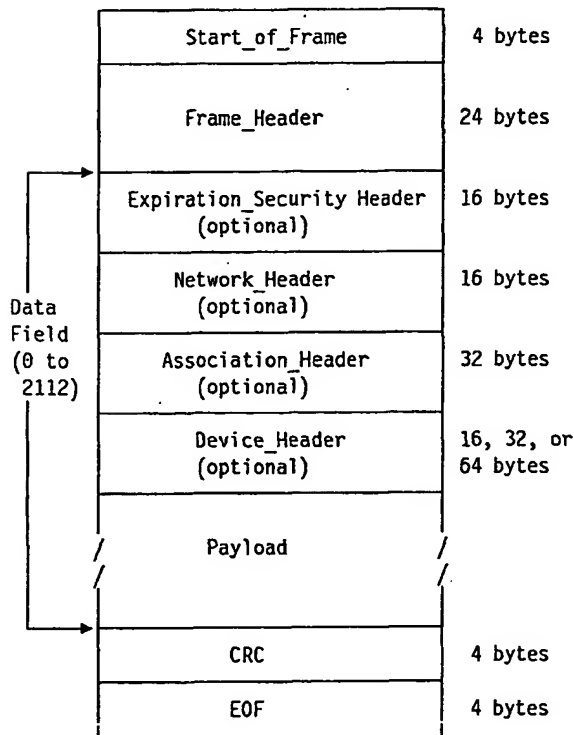 Start_of_Frame 4 bytes
Frame_Header 24 bytes
Expiration_Security Header 16 bytes
(optional)
Network_Header 16 bytes
(optional)
Data
Field
(0 to
2112)
Association_Header 32 bytes
(optional)
Device_Header 16, 32, or
(optional) 64 bytes
Payload
CRC 4 bytes
EOF 4 bytes